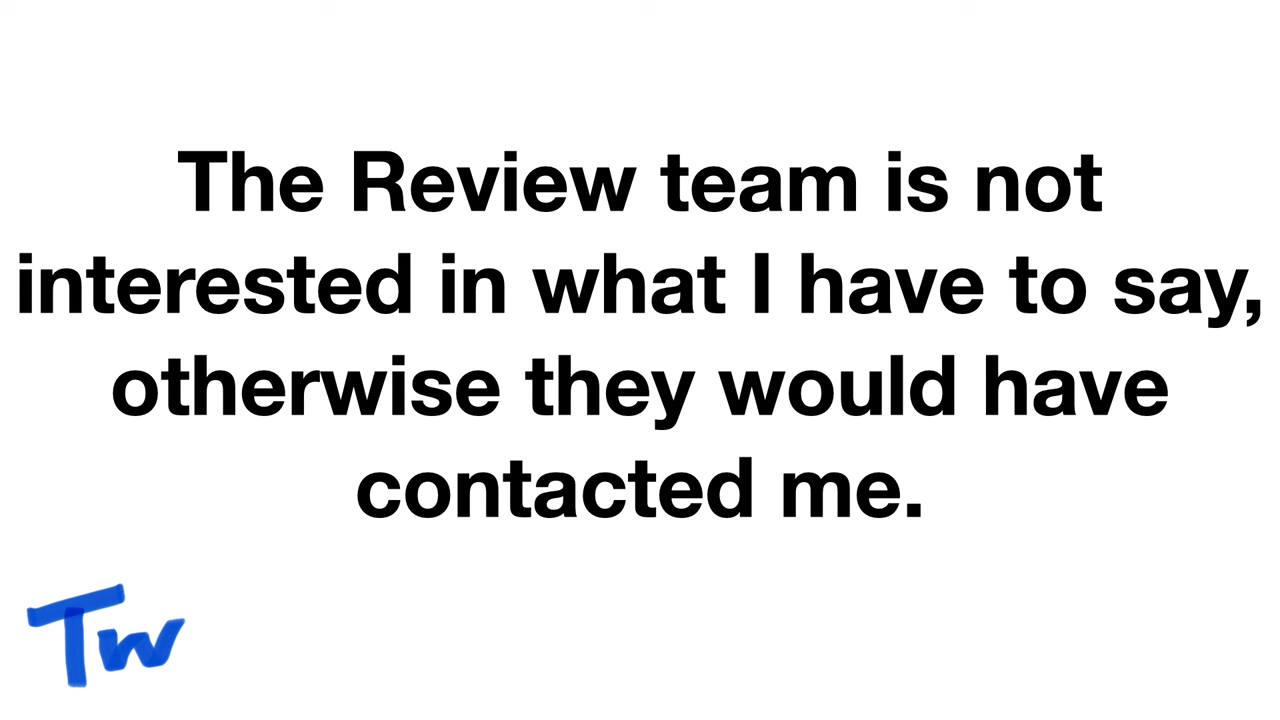 The Review team is not
interested in what I have to say,
otherwise they would have
contacted me.
Tw